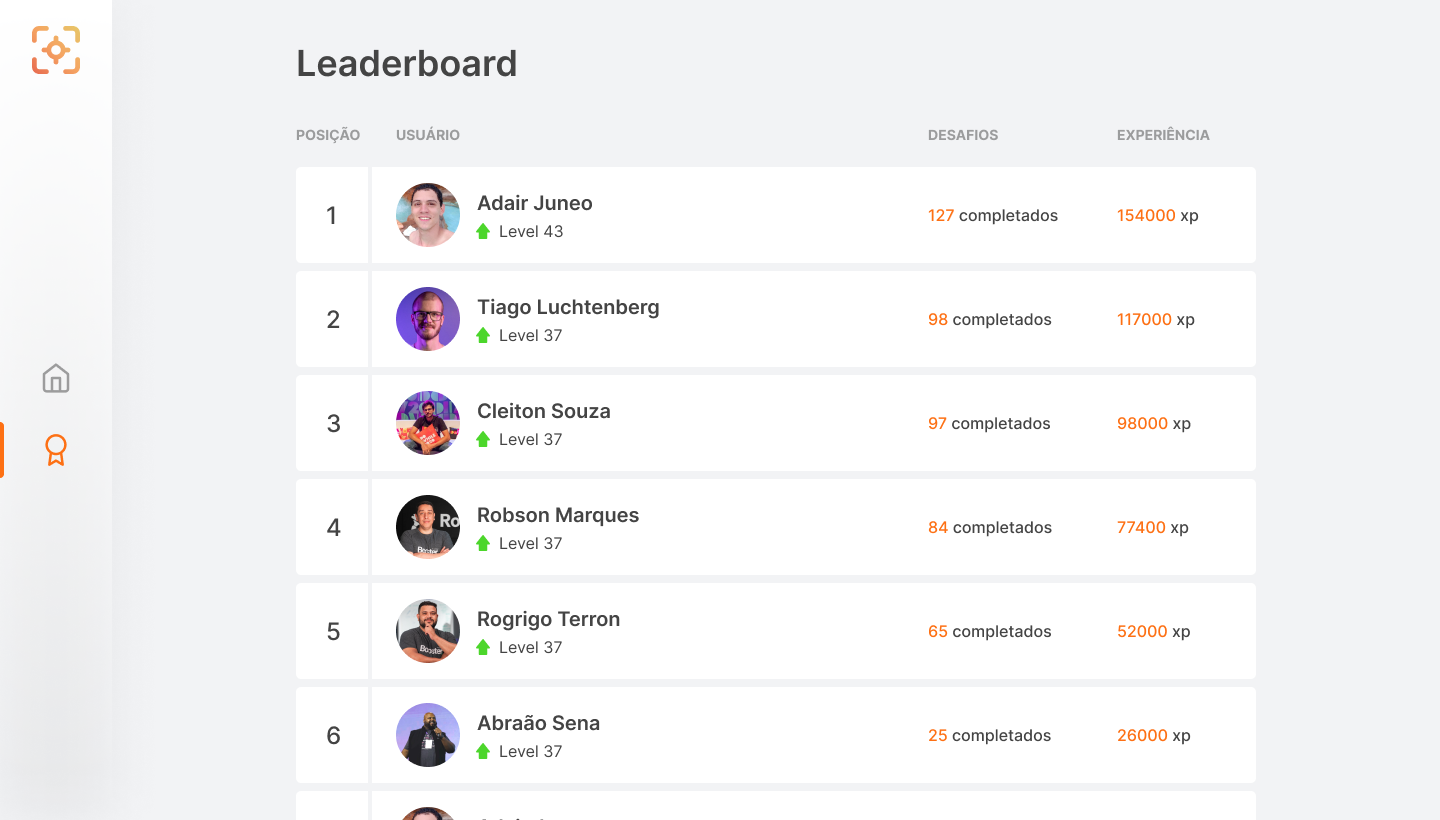 Leaderboard
POSIÇÃO USUÁRIO DESAFIOS EXPERIÊNCIA
1 Adair Juneo 127 completados 154000 xp
Level 43
2 Tiago Luchtenberg 98 completados 117000 xp
Level 37
3 Cleiton Souza 97 completados 98000 xp
Level 37
4 Robson Marques 84 completados 77400 xp
Level 37
5 Rogrigo Terron 65 completados 52000 xp
Level 37
6 Abraão Sena 25 completados 26000 xp
Level 37